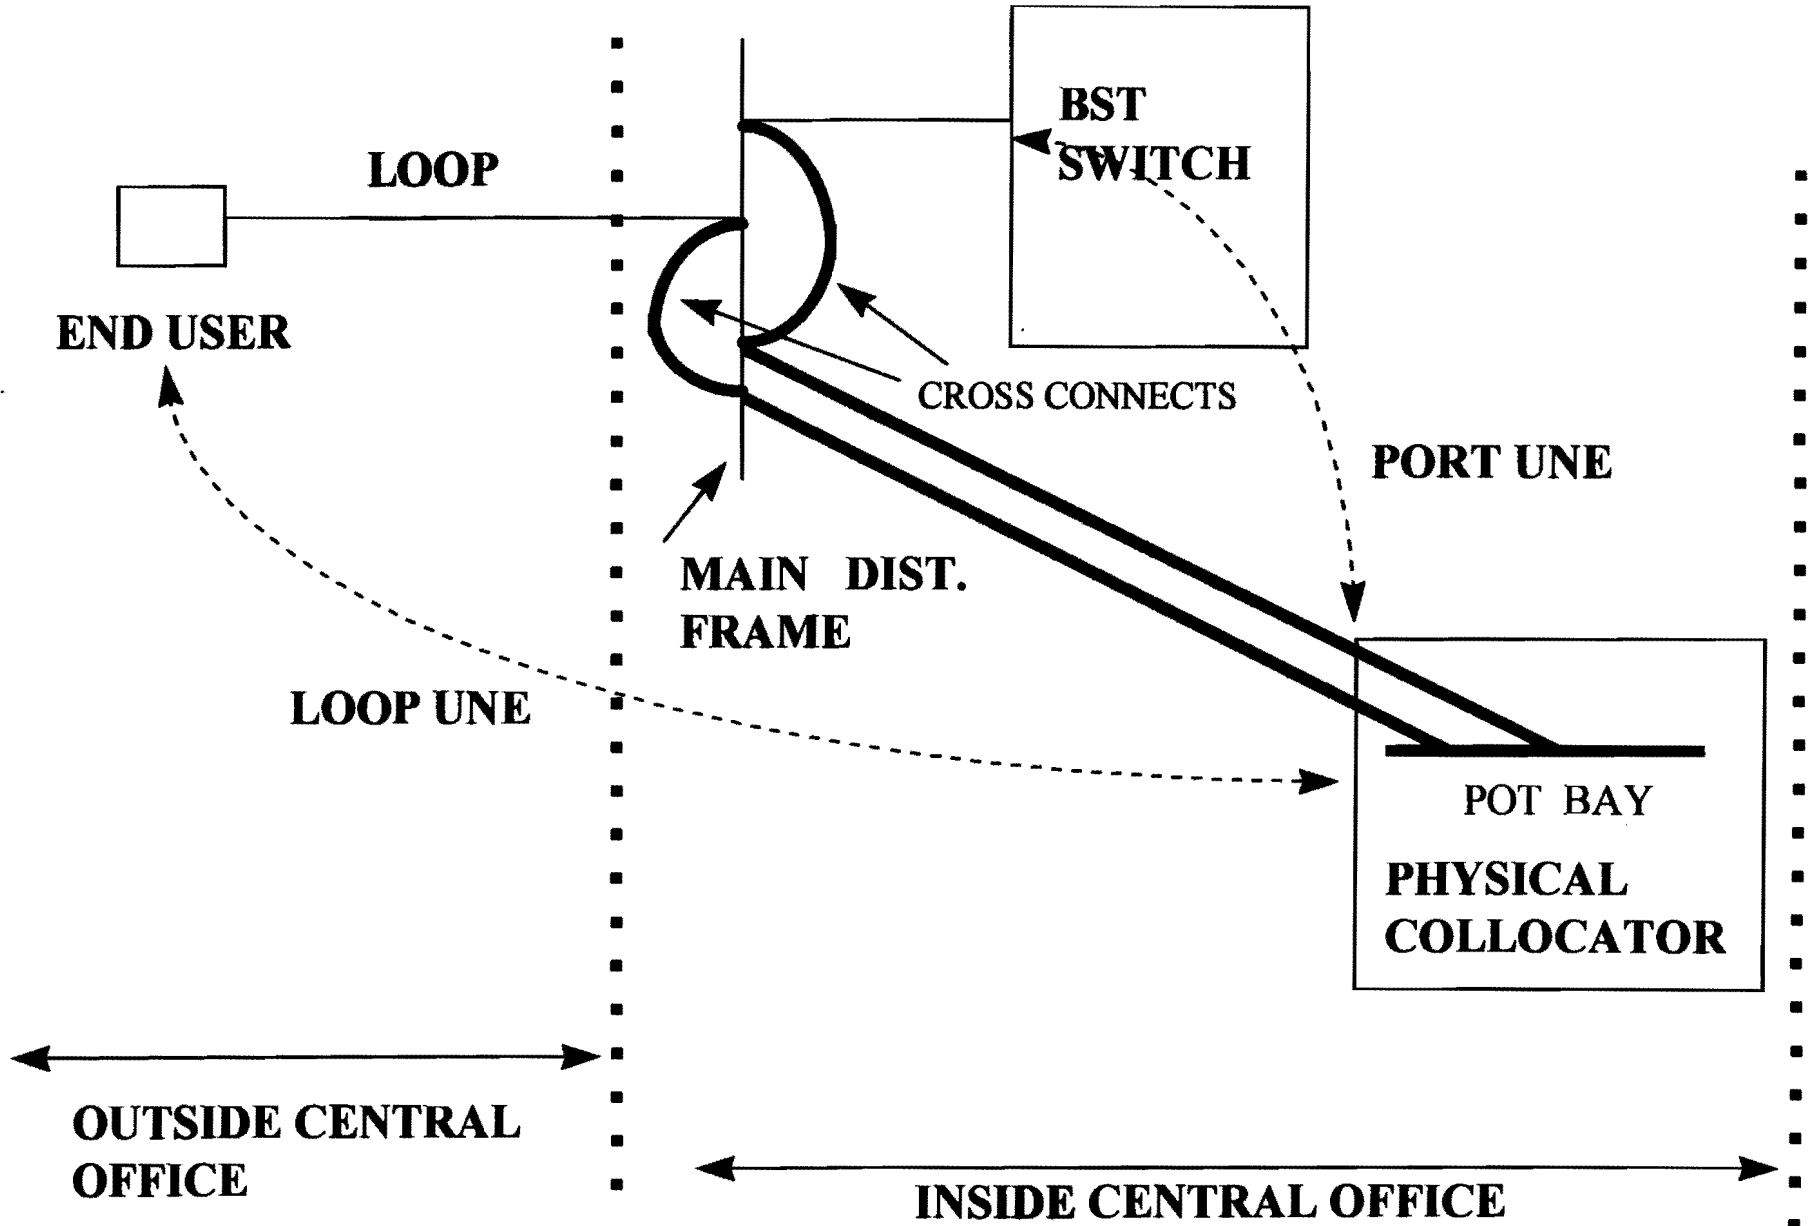 BST
SWITCH
LOOP
END USER
CROSS CONNECTS
PORT UNE
MAIN DIST.
FRAME
LOOP UNE
POT BAY
PHYSICAL
COLLOCATOR
OUTSIDE CENTRAL
OFFICE
INSIDE CENTRAL OFFICE